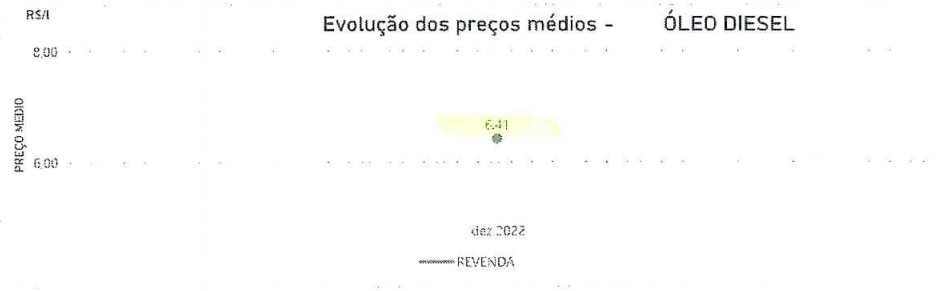 R$/l
Evolução dos preços médios - ÓLEO DIESEL
8,00
PREÇO MÉDIO
6,41
6,00
dez 2022
REVENDA